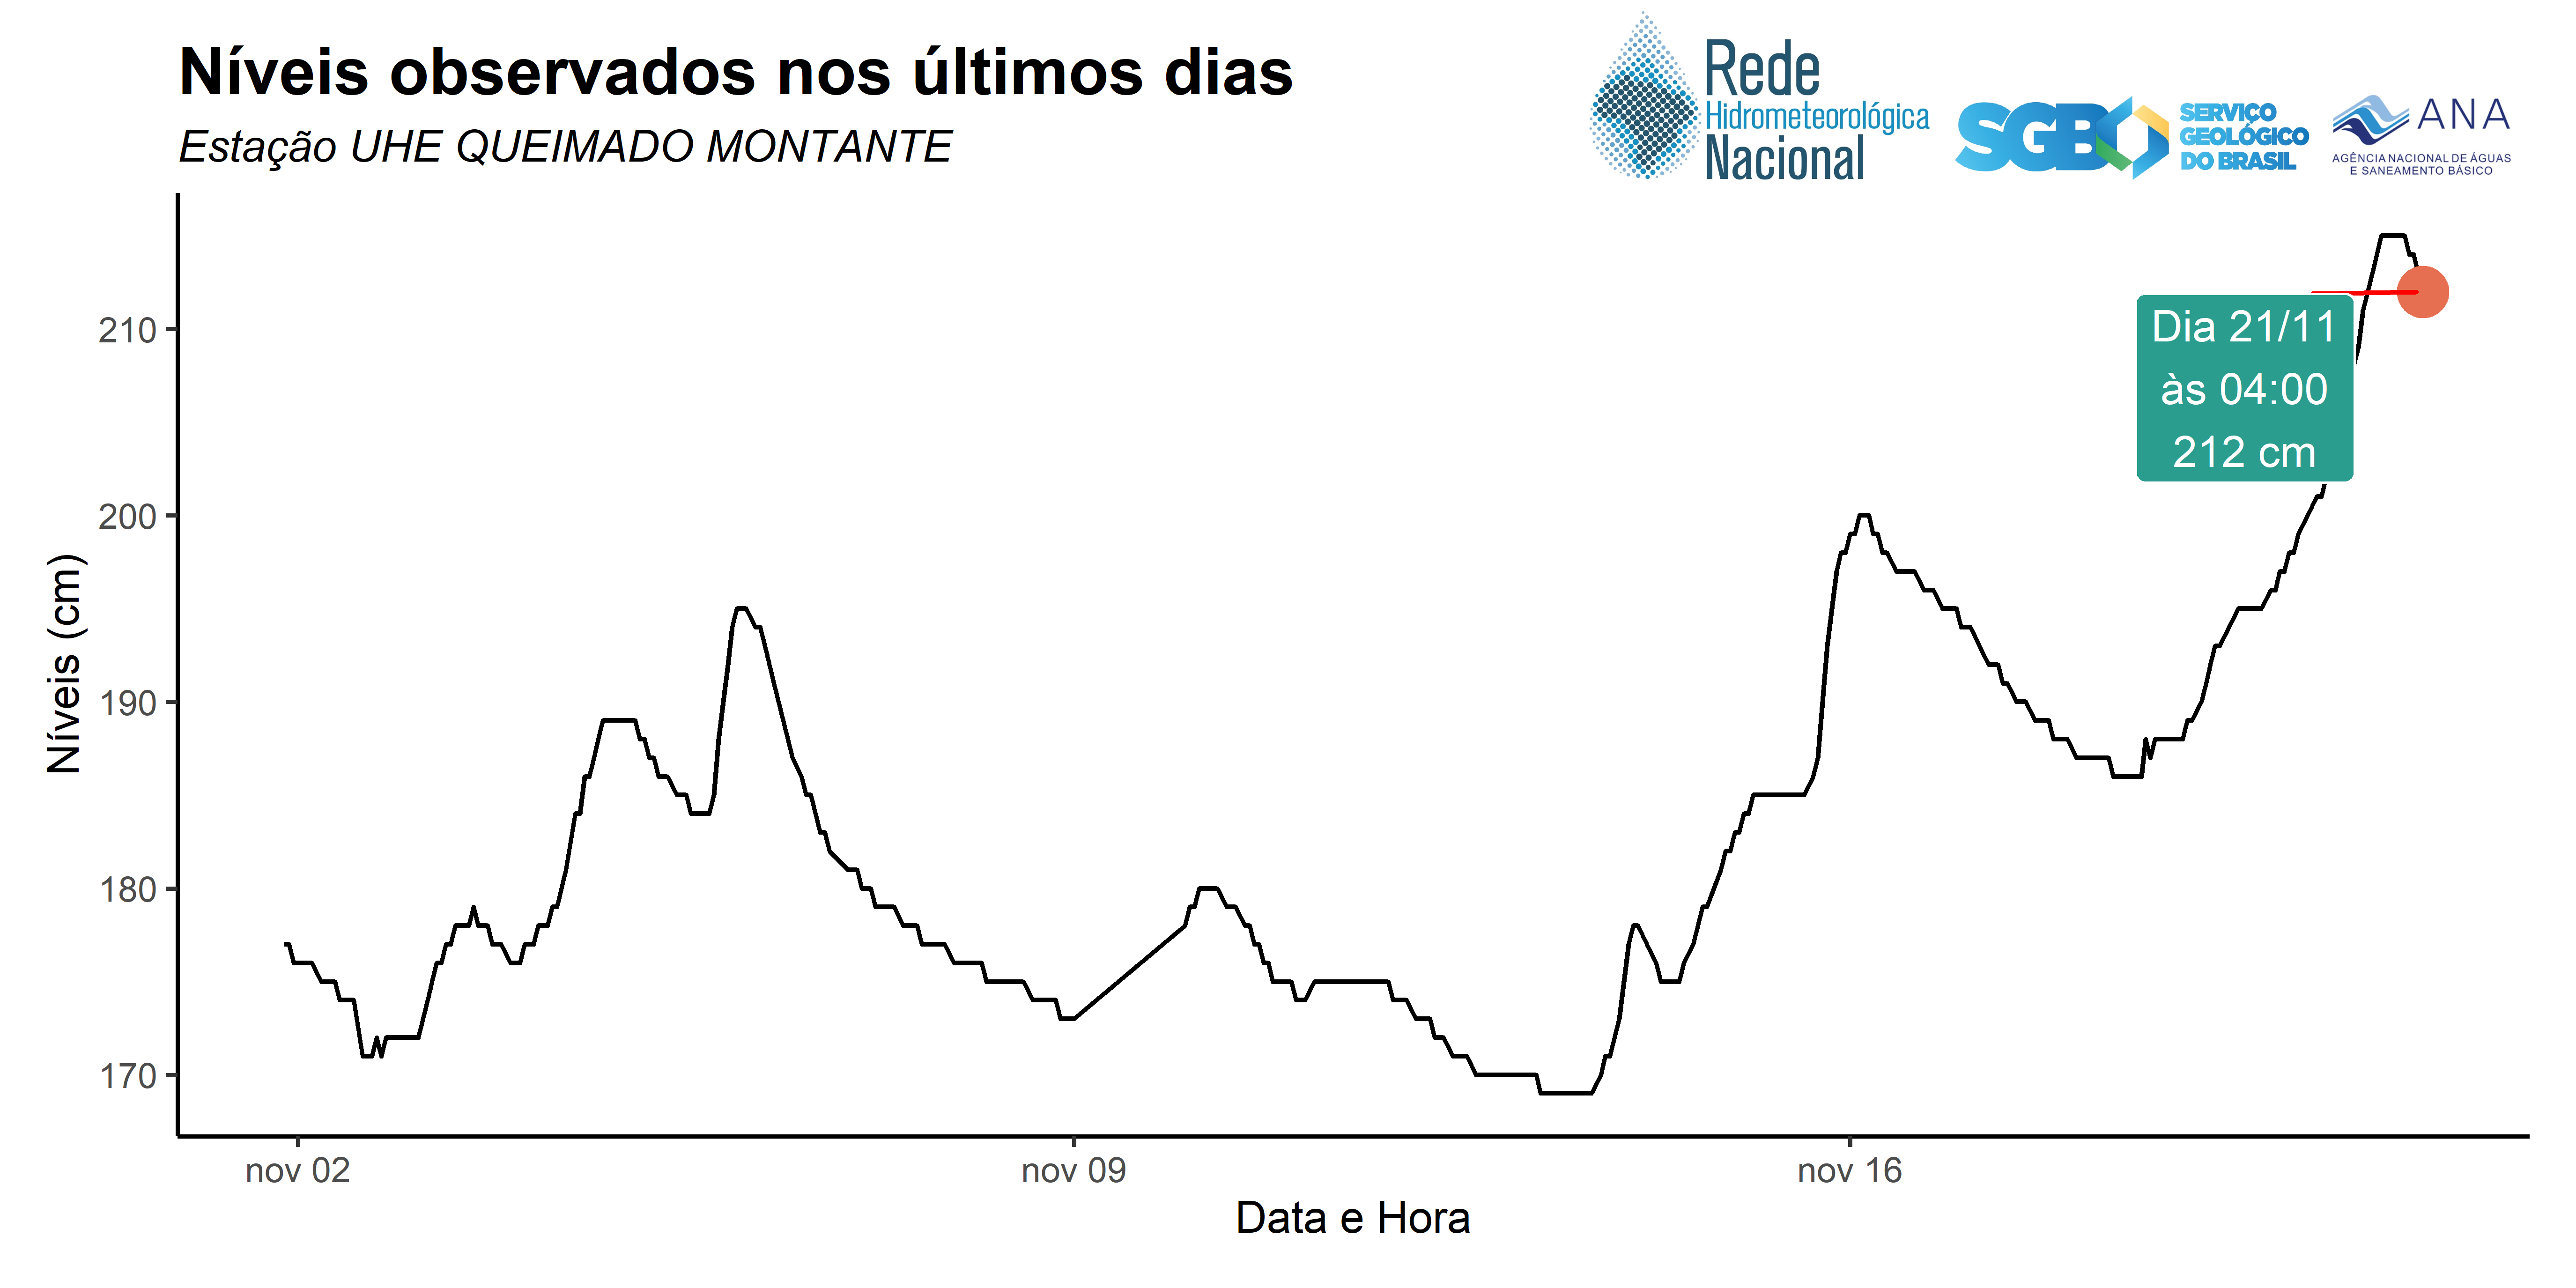 Níveis observados nos últimos dias
Estação UHE QUEIMADO MONTANTE
Rede
Hidrometeorológica
Nacional
SGB
SERVIÇO
GEOLÓGICO
DO BRASIL
ANA
AGÊNCIA NACIONAL DE ÁGUAS
E SANEAMENTO BÁSICO
Níveis (cm)
210
200
190
180
170
Dia 21/11
às 04:00
212 cm
nov 02
nov 09
nov 16
Data e Hora